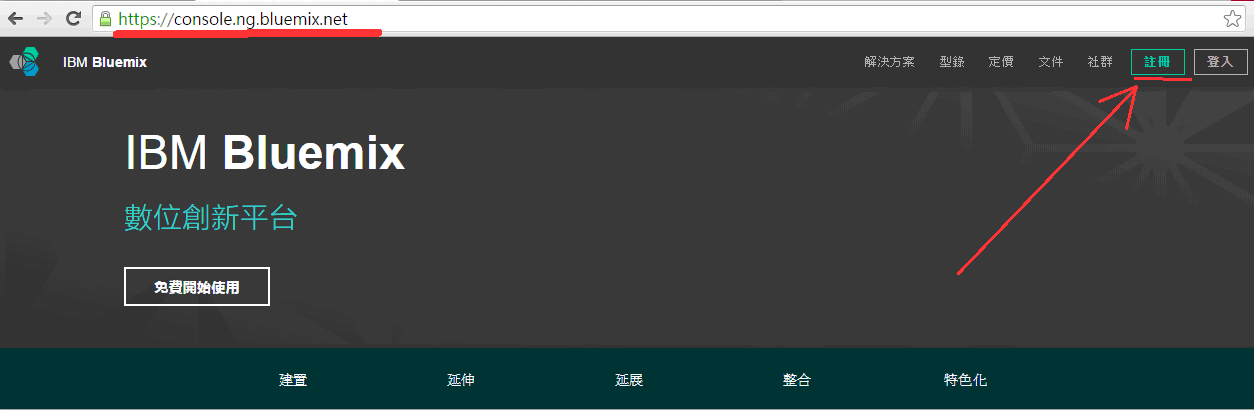 https://console.ng.bluemix.net
IBM Bluemix 解決方案 型錄 定價 文件 社群 註冊 登入
IBM Bluemix
數位創新平台
免費開始使用
建置 延伸 延展 整合 特色化